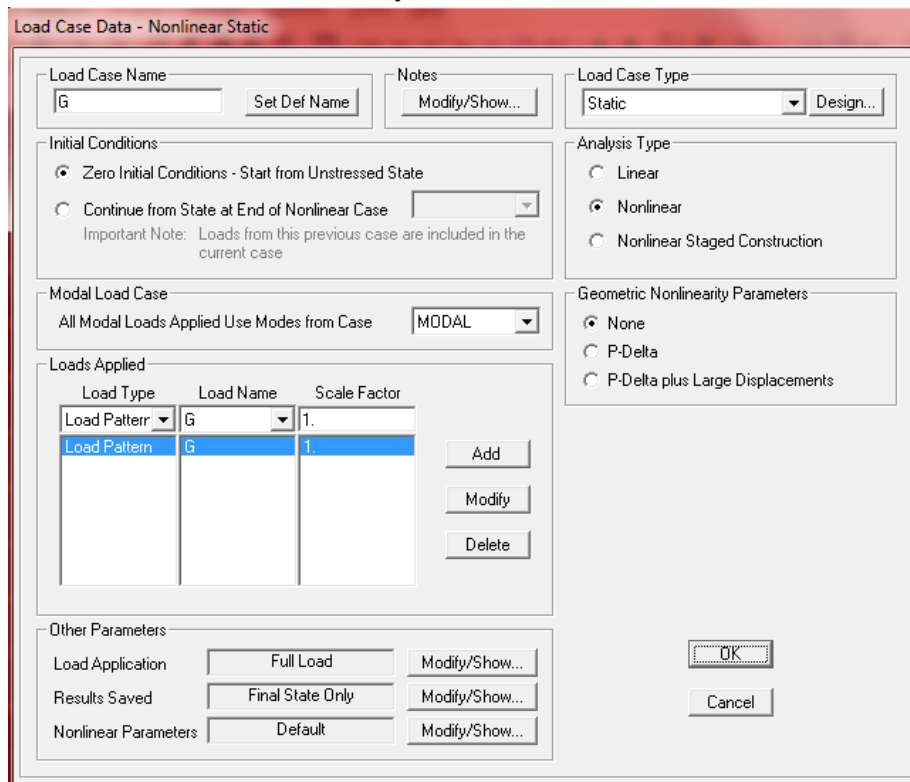 Load Case Data - Nonlinear Static
Load Case Name
G
Set Def Name
Notes
Modify/Show...
Load Case Type
Static
Design...
Initial Conditions
Zero Initial Conditions - Start from Unstressed State
Continue from State at End of Nonlinear Case
Important Note: Loads from this previous case are included in the
current case
Analysis Type
Linear
Nonlinear
Nonlinear Staged Construction
Modal Load Case
All Modal Loads Applied Use Modes from Case
MODAL
Geometric Nonlinearity Parameters
None
P-Delta
P-Delta plus Large Displacements
Loads Applied
Load Type Load Name Scale Factor
Load Pattern G 1.
Load Pattern G 1.
Add
Modify
Delete
Other Parameters
Load Application Full Load Modify/Show...
Results Saved Final State Only Modify/Show...
Nonlinear Parameters Default Modify/Show...
OK
Cancel